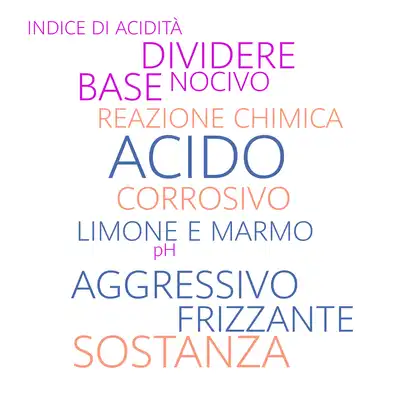 INDICE DI ACIDITÀ
DIVIDERE
BASE NOCIVO
REAZIONE CHIMICA
ACIDO
CORROSIVO
LIMONE E MARMO
pH
AGGRESSIVO
FRIZZANTE
SOSTANZA